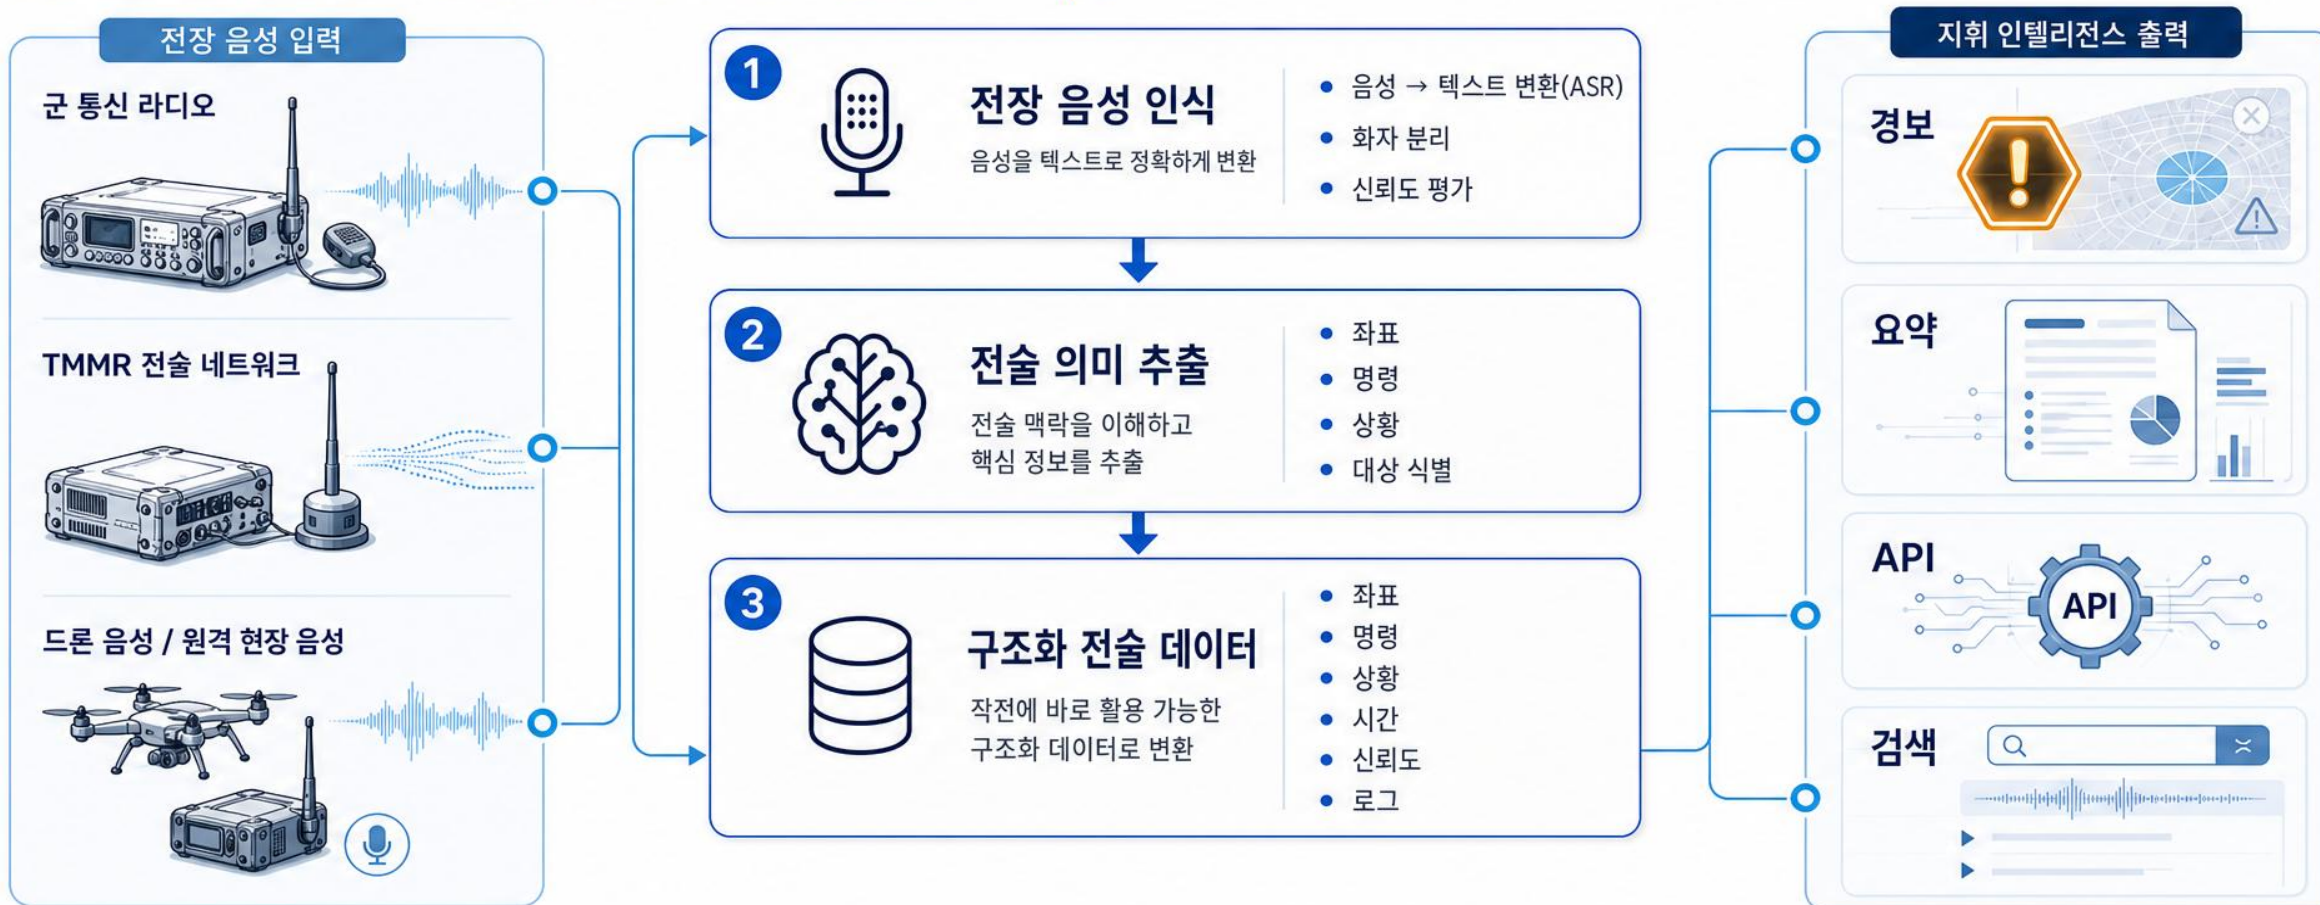 전장 음성 입력
군 통신 라디오
TMMR 전술 네트워크
드론 음성 / 원격 현장 음성
1
전장 음성 인식
음성을 텍스트로 정확하게 변환
• 음성 → 텍스트 변환(ASR)
• 화자 분리
• 신뢰도 평가
2
전술 의미 추출
전술 맥락을 이해하고
핵심 정보를 추출
• 좌표
• 명령
• 상황
• 대상 식별
3
구조화 전술 데이터
작전에 바로 활용 가능한
구조화 데이터로 변환
• 좌표
• 명령
• 상황
• 시간
• 신뢰도
• 로그
지휘 인텔리전스 출력
경보
요약
API
API
검색